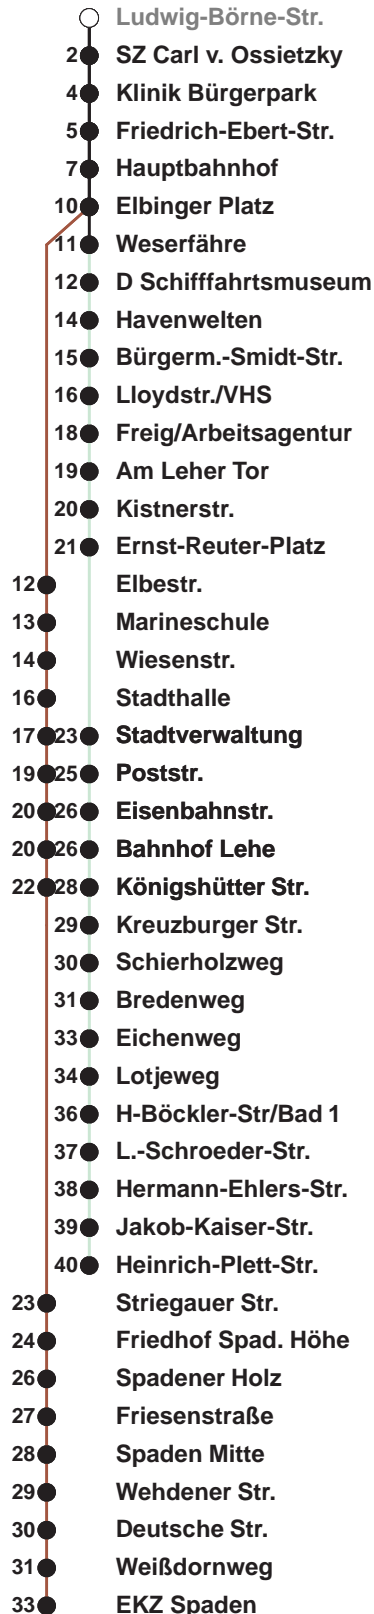 Ludwig-Börne-Str.
2 SZ Carl v. Ossietzky
4 Klinik Bürgerpark
5 Friedrich-Ebert-Str.
7 Hauptbahnhof
10 Elbinger Platz
11 Weserfähre
12 D Schifffahrtsmuseum
14 Havenwelten
15 Bürgerm.-Smidt-Str.
16 Lloydstr./VHS
18 Freig/Arbeitsagentur
19 Am Leher Tor
20 Kistnerstr.
21 Ernst-Reuter-Platz
12 Elbestr.
13 Marineschule
14 Wiesenstr.
16 Stadthalle
17 23 Stadtverwaltung
19 25 Poststr.
20 26 Eisenbahnstr.
20 26 Bahnhof Lehe
22 28 Königshütter Str.
29 Kreuzburger Str.
30 Schierholzweg
31 Bredenweg
33 Eichenweg
34 Lotjeweg
36 H-Böckler-Str/Bad 1
37 L.-Schroeder-Str.
38 Hermann-Ehlers-Str.
39 Jakob-Kaiser-Str.
40 Heinrich-Plett-Str.
23 Striegauer Str.
24 Friedhof Spad. Höhe
26 Spadener Holz
27 Friesenstraße
28 Spaden Mitte
29 Wehdener Str.
30 Deutsche Str.
31 Weißdornweg
33 EKZ Spaden